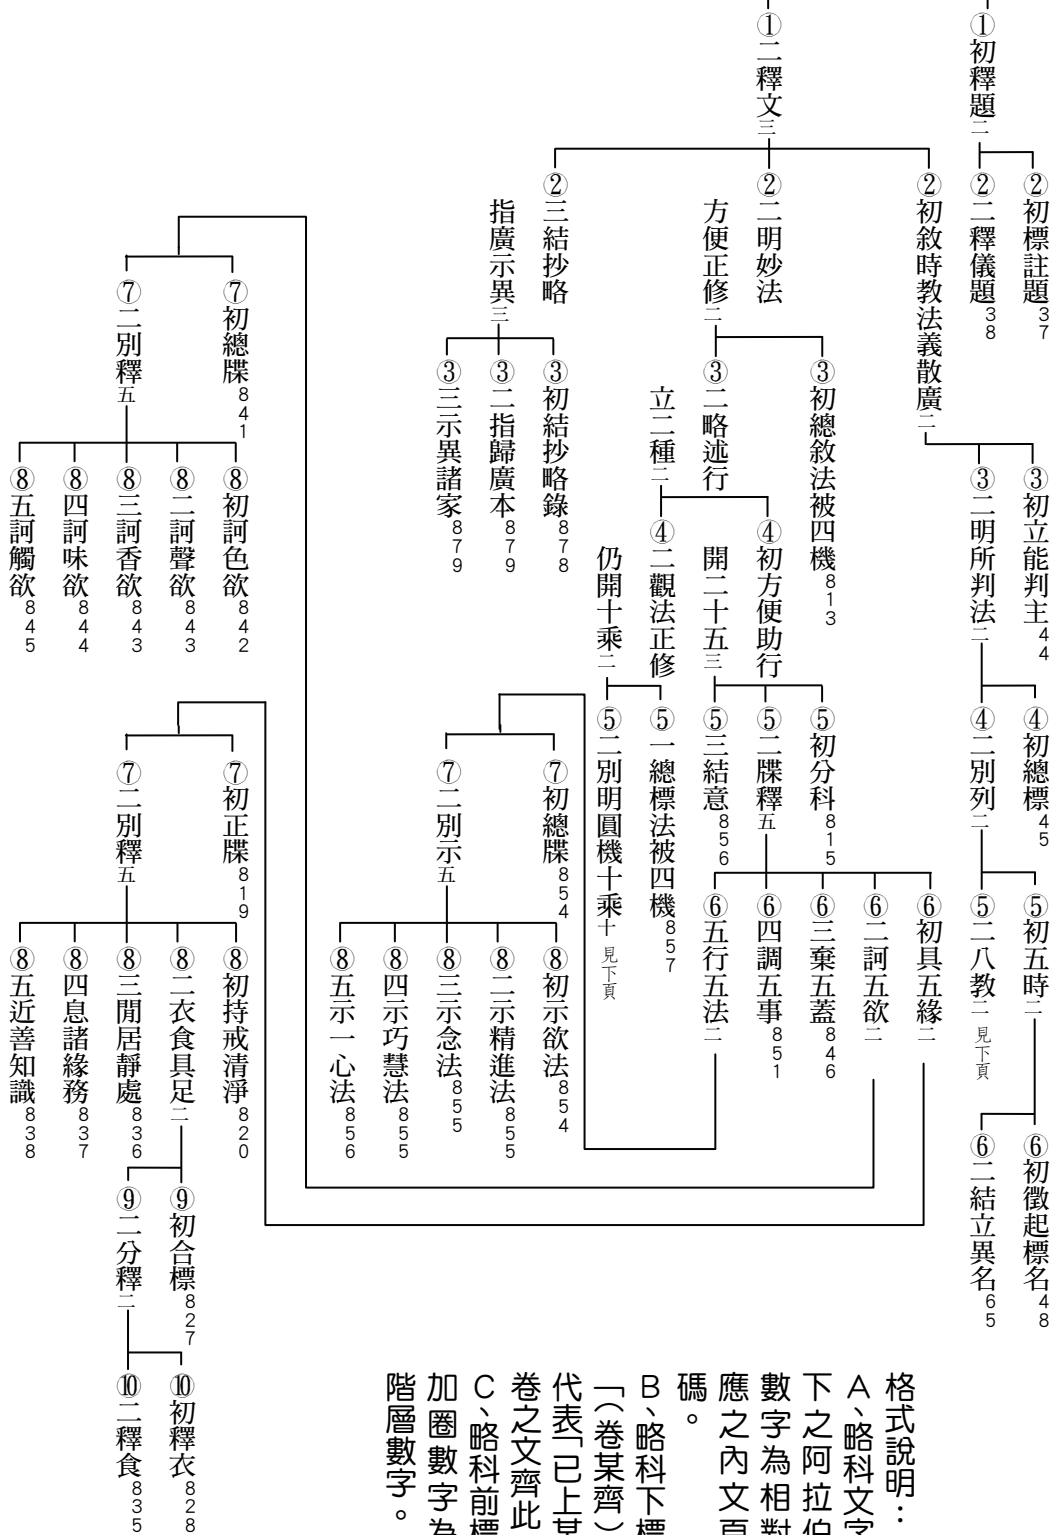 ①初釋題二
②初標註題37
②二釋儀題38
①二釋文三
②初敘時教法義散廣二
③初立能判主44
③二明所判法二
④初總標45
④二別列二
⑤初五時二
⑥初徵起標名48
⑥二結立異名65
⑤二八教二 見下頁
②二明妙法
方便正修二
③初總敘法被四機813
③二略述行
立二種二
④初方便助行
開二十五三
⑤初分科815
⑤二牒釋五
⑥初具五緣二
⑥二訶五欲二
⑥三棄五蓋846
⑥四調五事851
⑥五行五法二
⑤三結意856
④二觀法正修
仍開十乘二
⑤一總標法被四機857
⑤二別明圓機十乘十 見下頁
②三結抄略
指廣示異三
③初結抄略錄878
③二指歸廣本879
③三示異諸家879
⑦初總牒854
⑦二別示五
⑧初示欲法854
⑧二示精進法855
⑧三示念法855
⑧四示巧慧法855
⑧五示一心法856
⑦初總牒841
⑦二別釋五
⑧初訶色欲842
⑧二訶聲欲843
⑧三訶香欲843
⑧四訶味欲844
⑧五訶觸欲845
⑦初正牒819
⑦二別釋五
⑧初持戒清淨820
⑧二衣食具足二
⑨初合標827
⑨二分釋二
⑩初釋衣828
⑩二釋食835
⑧三閒居靜處836
⑧四息諸緣務837
⑧五近善知識838
格式說明：
A、略科文字
下之阿拉伯
數字為相對
應之內文頁
碼。
B、略科下標
「（卷某齊）」
代表「已上某
卷之文齊此」
C、略科前標
加圈數字為
階層數字。